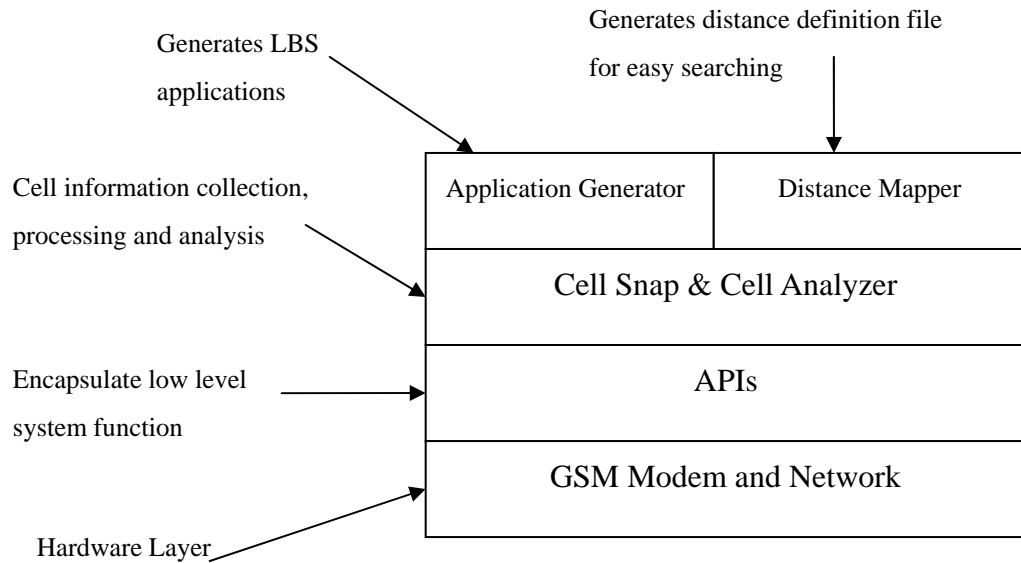 Generates LBS
applications
Generates distance definition file
for easy searching
Cell information collection,
processing and analysis
Application Generator
Distance Mapper
Cell Snap & Cell Analyzer
Encapsulate low level
system function
APIs
GSM Modem and Network
Hardware Layer